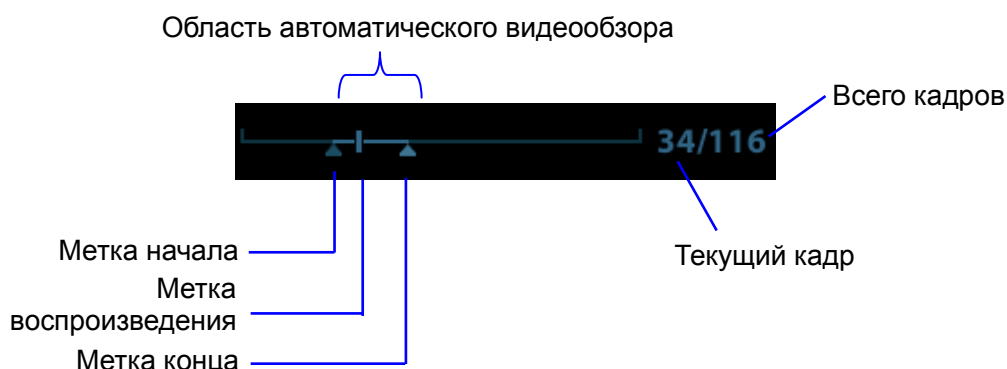 Область автоматического видеообзора
Всего кадров
34/116
Метка начала
Текущий кадр
Метка
воспроизведения
Метка конца